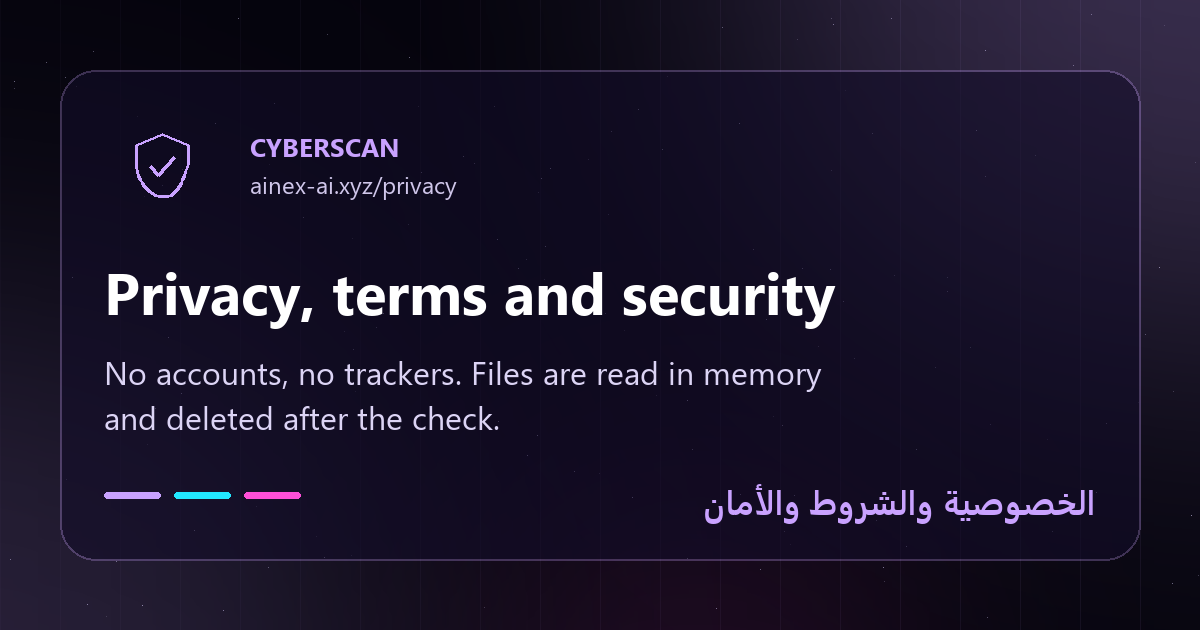 CYBERSCAN
ainex-ai.xyz/privacy
Privacy, terms and security
No accounts, no trackers. Files are read in memory
and deleted after the check.
الخصوصية والشروط والأمان